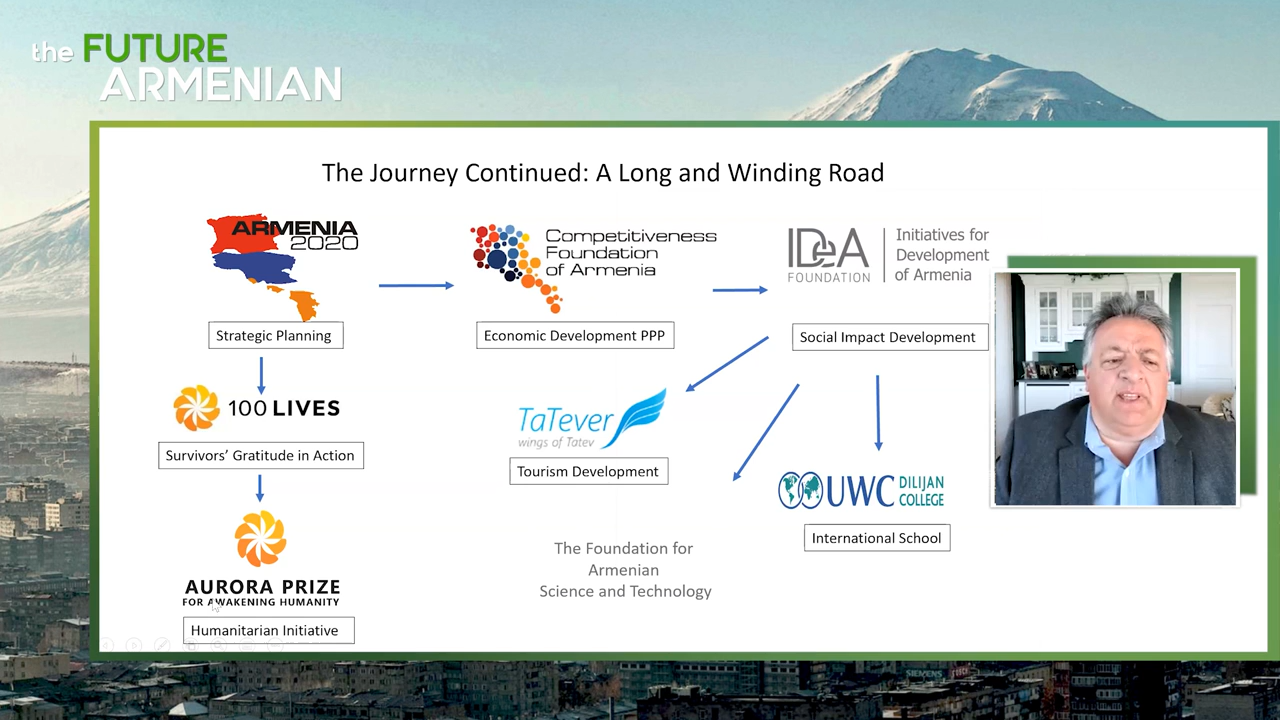 the FUTURE
ARMENIAN
The Journey Continued: A Long and Winding Road
ARMENIA
2020
Strategic Planning
Competitiveness
Foundation
of Armenia
Economic Development PPP
IDeA
FOUNDATION
Initiatives for
Development
of Armenia
Social Impact Development
100 LIVES
Survivors' Gratitude in Action
TaTever
wings of Tatev
Tourism Development
UWC
DILIJAN
COLLEGE
International School
AURORA PRIZE
FOR AWAKENING HUMANITY
Humanitarian Initiative
The Foundation for
Armenian
Science and Technology
SIEMENS